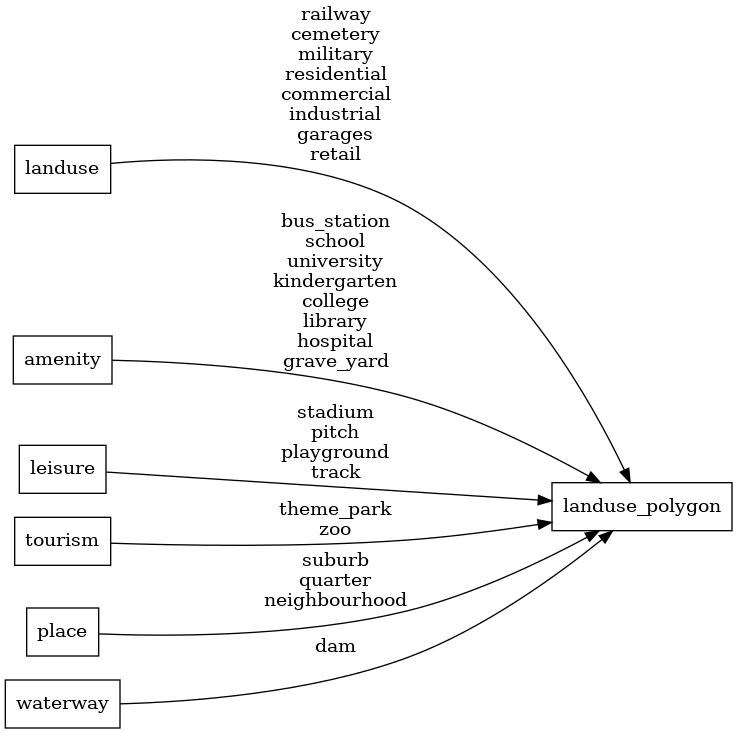 railway
cemetery
military
residential
commercial
industrial
garages
retail
landuse
bus_station
school
university
kindergarten
college
library
hospital
grave_yard
amenity
stadium
pitch
playground
track
leisure
landuse_polygon
theme_park
zoo
tourism
suburb
quarter
neighbourhood
place
dam
waterway